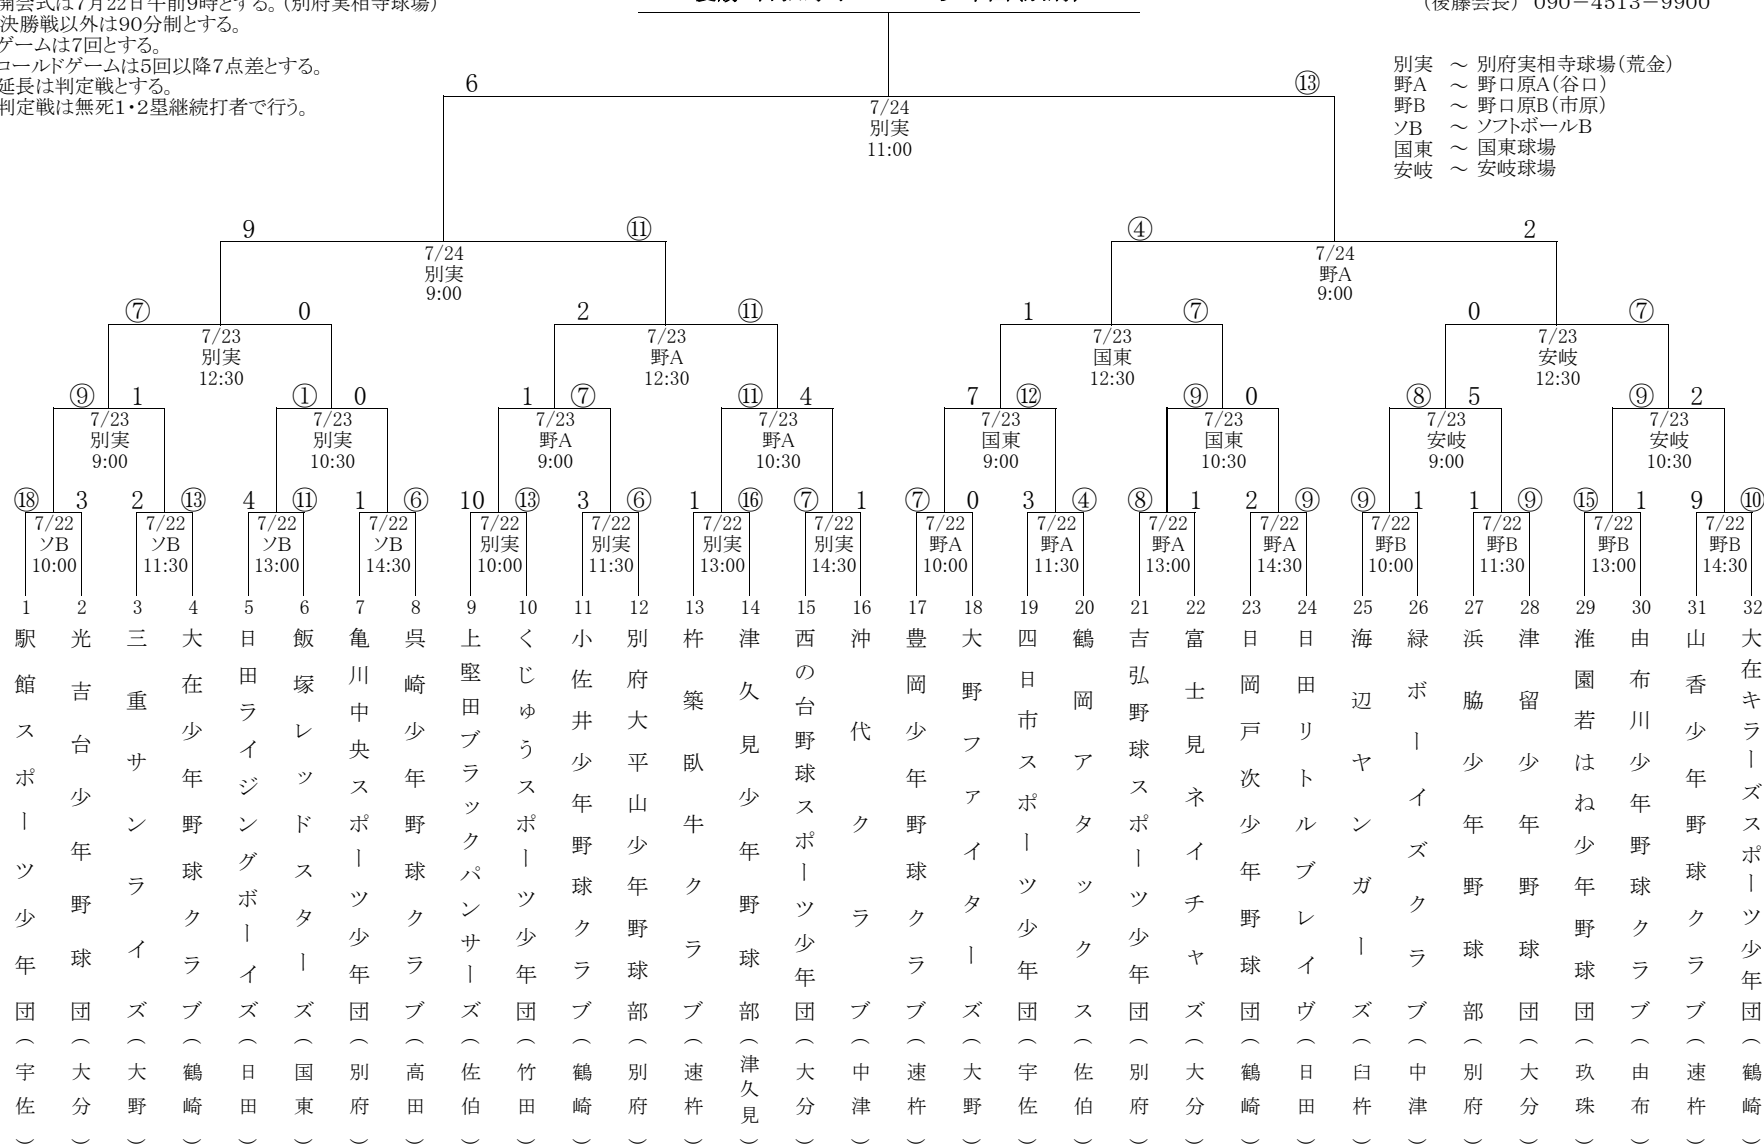 開会式は7月22日午前9時とする。(別府実相寺球場)
決勝戦以外は90分制とする。
ゲームは7回とする。
コールドゲームは5回以降7点差とする。
延長は判定戦とする。
判定戦は無死1・2塁継続打者で行う。
(後藤会長) 090-4513-9900
別実 ～ 別府実相寺球場(荒金)
野A ～ 野口原A(谷口)
野B ～ 野口原B(市原)
ソB ～ ソフトボールB
国東 ～ 国東球場
安岐 ～ 安岐球場
6 ⑬
7/24
別実
11:00
9 ⑪ ④ 2
7/24 7/24
別実 野A
9:00 9:00
⑦ 0 2 ⑪ 1 ⑦ 0 ⑦
7/23 7/23 7/23 7/23
別実 野A 国東 安岐
12:30 12:30 12:30 12:30
⑨ 1 ① 0 1 ⑦ ⑪ 4 7 ⑫ ⑨ 0 ⑧ 5 ⑨ 2
7/23 7/23 7/23 7/23 7/23 7/23 7/23 7/23
別実 別実 野A 野A 国東 国東 安岐 安岐
9:00 10:30 9:00 10:30 9:00 10:30 9:00 10:30
⑱ 3 2 ⑬ 4 ⑪ 1 ⑥ 10 ⑬ 3 ⑥ 1 ⑯ ⑦ 1 ⑦ 0 3 ④ ⑧ 1 2 ⑨ ⑨ 1 1 ⑨ ⑮ 1 9 ⑩
7/22 7/22 7/22 7/22 7/22 7/22 7/22 7/22 7/22 7/22 7/22 7/22 7/22 7/22 7/22 7/22
ソB ソB ソB ソB 別実 別実 別実 別実 野A 野A 野A 野A 野B 野B 野B 野B
10:00 11:30 13:00 14:30 10:00 11:30 13:00 14:30 10:00 11:30 13:00 14:30 10:00 11:30 13:00 14:30
1 2 3 4 5 6 7 8 9 10 11 12 13 14 15 16 17 18 19 20 21 22 23 24 25 26 27 28 29 30 31 32
駅館スポーツ少年団(宇佐)
光吉台少年野球団(大分)
三重サンライズ(大野)
大在少年野球クラブ(鶴崎)
日田ライジングボーイズ(日田)
飯塚レッドスターズ(国東)
亀川中央スポーツ少年団(別府)
呉崎少年野球クラブ(高田)
上堅田ブラックパンサーズ(佐伯)
くじゅうスポーツ少年団(竹田)
小佐井少年野球クラブ(鶴崎)
別府大平山少年野球部(別府)
杵築臥牛クラブ(速杵)
津久見少年野球部(津久見)
西の台野球スポーツ少年団(大分)
沖代クラブ(中津)
豊岡少年野球クラブ(速杵)
大野ファイターズ(大野)
四日市スポーツ少年団(宇佐)
鶴岡アタックス(佐伯)
吉弘野球スポーツ少年団(別府)
富士見ネイチャズ(大分)
日岡戸次少年野球団(鶴崎)
日田リトルブレイヴ(日田)
海辺ヤンガーズ(臼杵)
緑ボーイズクラブ(中津)
浜脇少年野球部(別府)
津留少年野球団(大分)
淮園若はね少年野球団(玖珠)
由布川少年野球クラブ(由布)
山香少年野球クラブ(速杵)
大在キラーズスポーツ少年団(鶴崎)